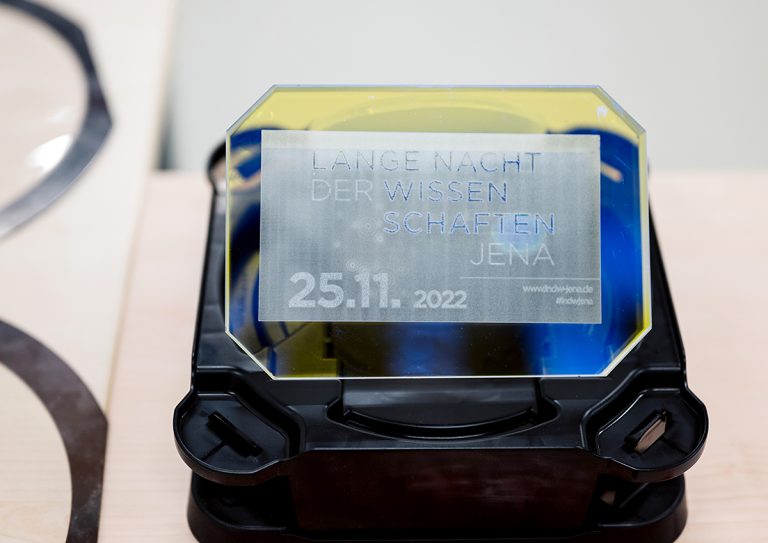 LANGE NACHT
DER WISSEN
SCHAFTEN
JENA
25.11. 2022
www.lndw-jena.de
#lndwjena